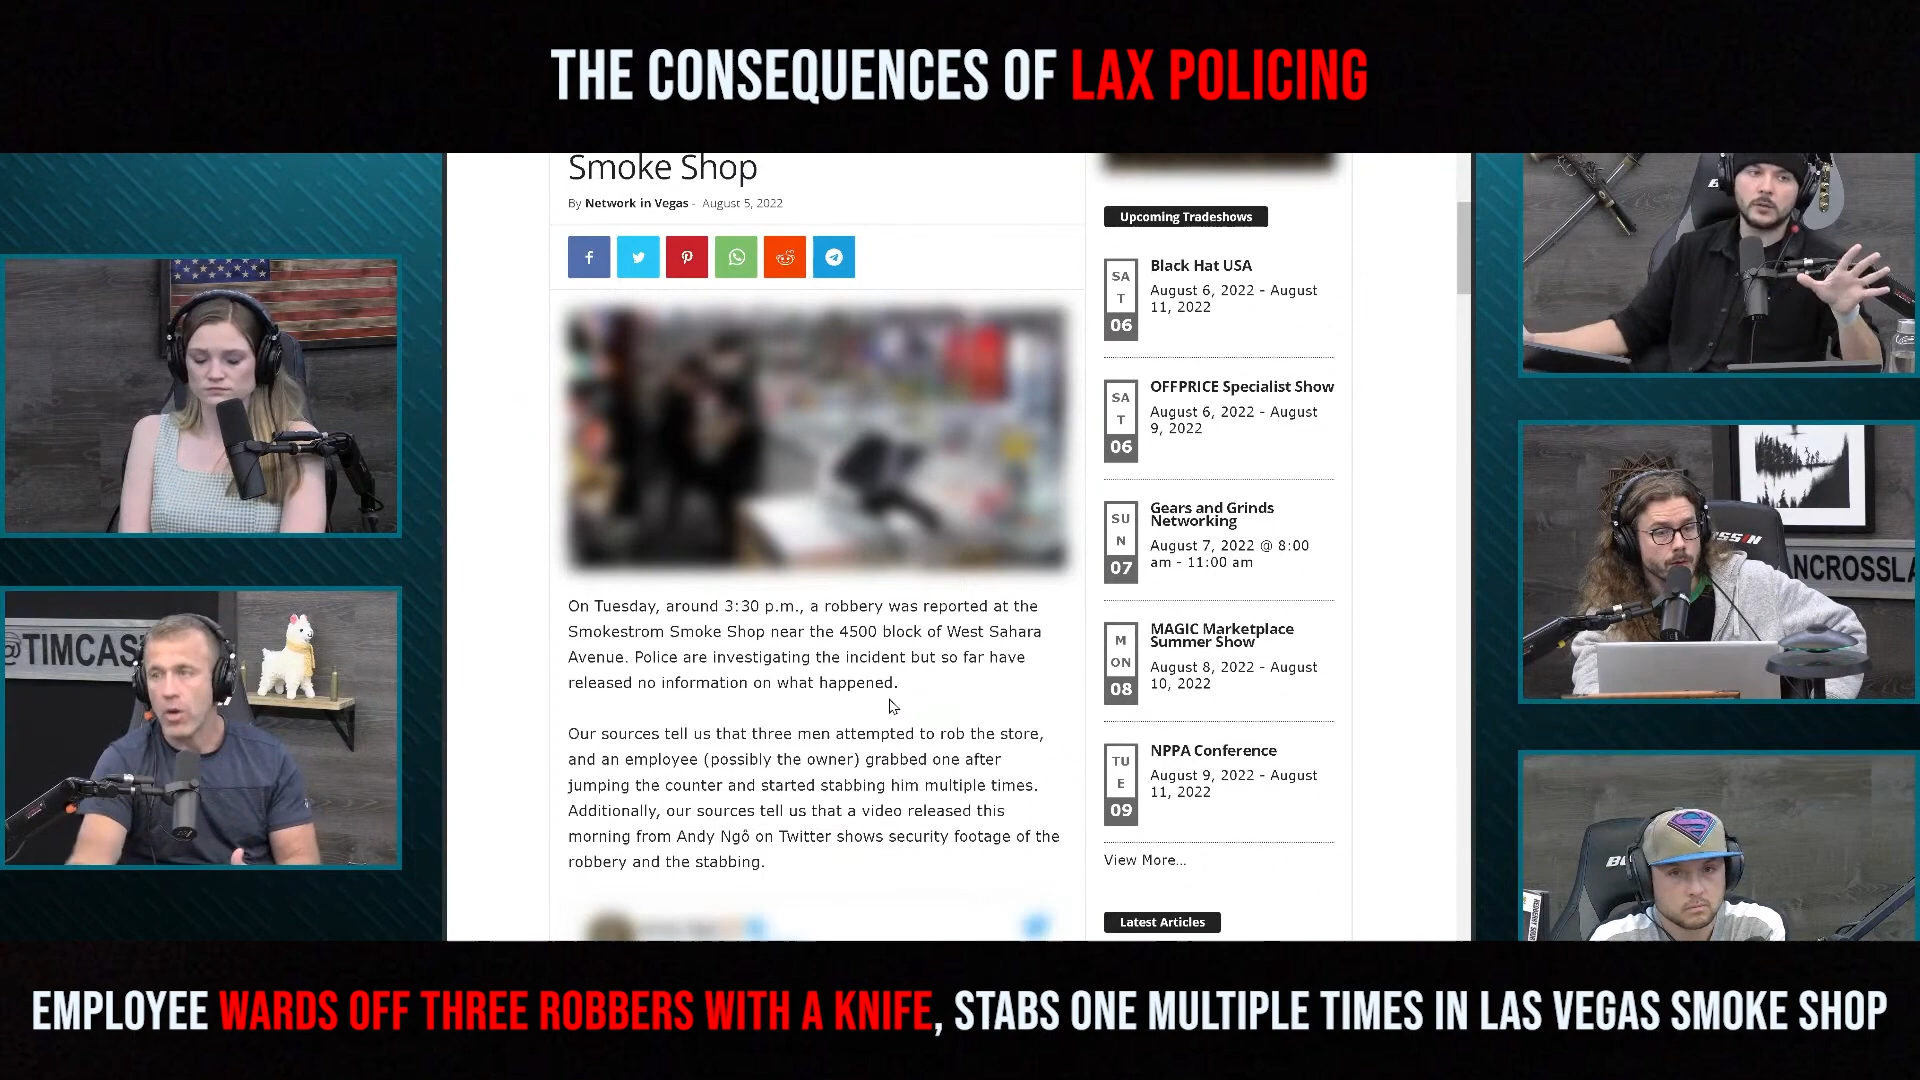 THE CONSEQUENCES OF LAX POLICING
Smoke Shop
By Network in Vegas - August 5, 2022
On Tuesday, around 3:30 p.m., a robbery was reported at the
Smokestrom Smoke Shop near the 4500 block of West Sahara
Avenue. Police are investigating the incident but so far have
released no information on what happened.
Our sources tell us that three men attempted to rob the store,
and an employee (possibly the owner) grabbed one after
jumping the counter and started stabbing him multiple times.
Additionally, our sources tell us that a video released this
morning from Andy Ngô on Twitter shows security footage of the
robbery and the stabbing.
Upcoming Tradeshows
SA
T
06
Black Hat USA
August 6, 2022 - August
11, 2022
SA
T
06
OFFPRICE Specialist Show
August 6, 2022 - August
9, 2022
SU
N
07
Gears and Grinds
Networking
August 7, 2022 @ 8:00
am - 11:00 am
M
ON
08
MAGIC Marketplace
Summer Show
August 8, 2022 - August
10, 2022
TU
E
09
NPPA Conference
August 9, 2022 - August
11, 2022
View More...
Latest Articles
@TIMCAS
ANCROSSLA
EMPLOYEE WARDS OFF THREE ROBBERS WITH A KNIFE, STABS ONE MULTIPLE TIMES IN LAS VEGAS SMOKE SHOP